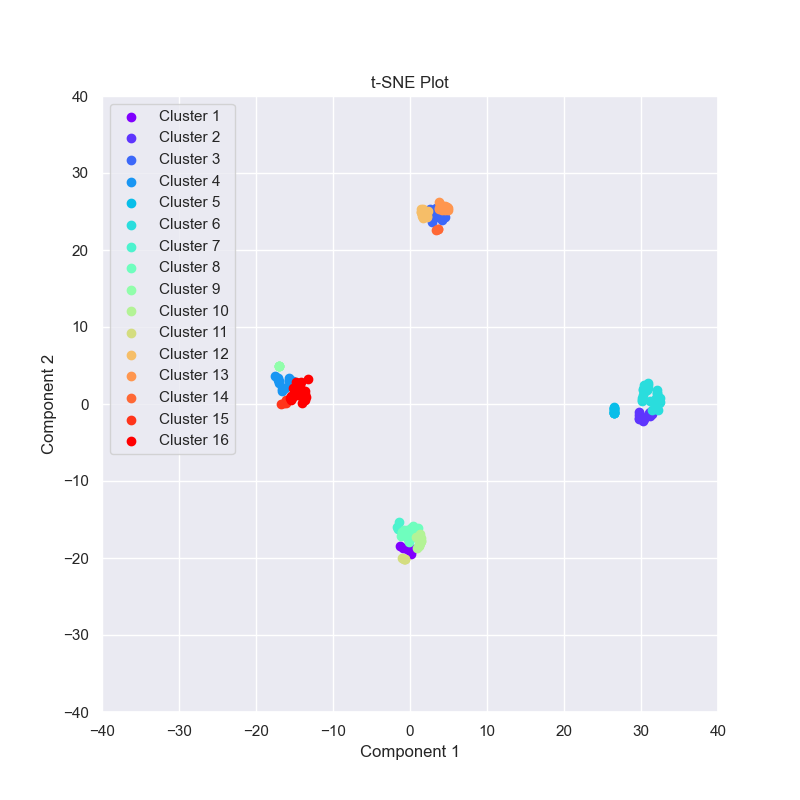 t-SNE Plot
40
30
20
10
0
−10
−20
−30
−40
Component 2
Cluster 1
Cluster 2
Cluster 3
Cluster 4
Cluster 5
Cluster 6
Cluster 7
Cluster 8
Cluster 9
Cluster 10
Cluster 11
Cluster 12
Cluster 13
Cluster 14
Cluster 15
Cluster 16
−40 −30 −20 −10 0 10 20 30 40
Component 1